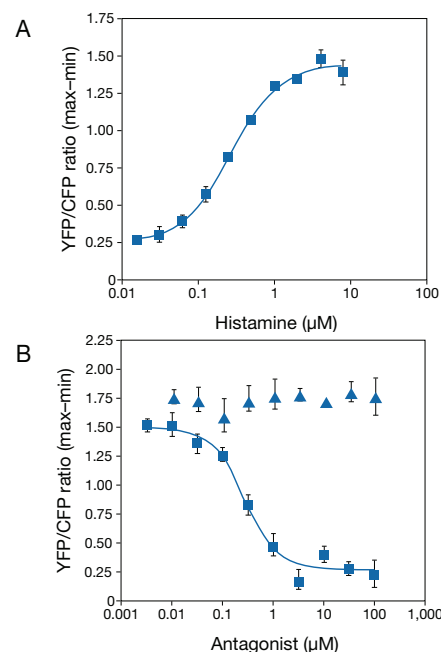 A
YFP/CFP ratio (max–min)
1.75
1.50
1.25
1.00
0.75
0.50
0.25
0
0.01 0.1 1 10 100
Histamine (µM)
B
YFP/CFP ratio (max–min)
2.25
2.00
1.75
1.50
1.25
1.00
0.75
0.50
0.25
0
0.001 0.01 0.1 1 10 100 1,000
Antagonist (µM)